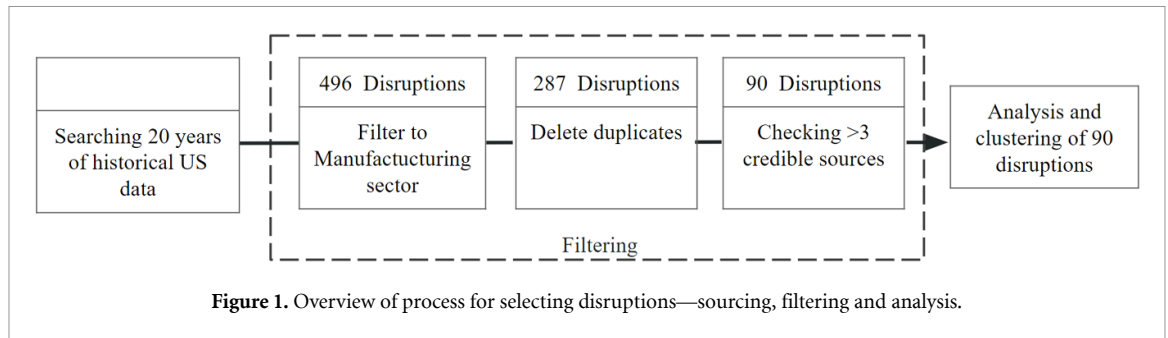 Searching 20 years
of historical US
data
496 Disruptions
Filter to
Manufactucturing
sector
287 Disruptions
Delete duplicates
90 Disruptions
Checking >3
credible sources
Filtering
Analysis and
clustering of 90
disruptions
Figure 1. Overview of process for selecting disruptions—sourcing, filtering and analysis.